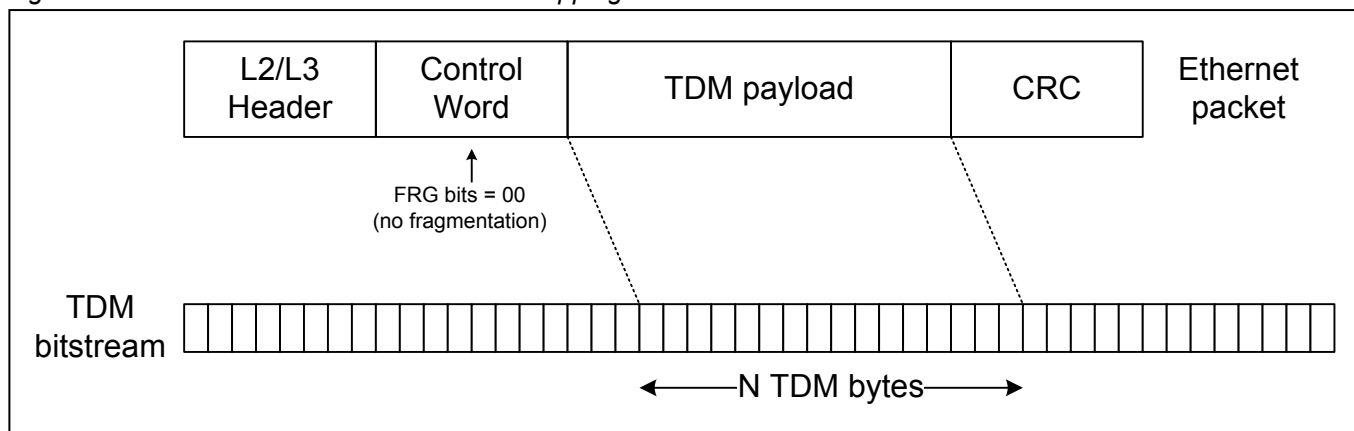 L2/L3
Header
Control
Word
TDM payload
CRC
Ethernet
packet
FRG bits = 00
(no fragmentation)
TDM
bitstream
N TDM bytes